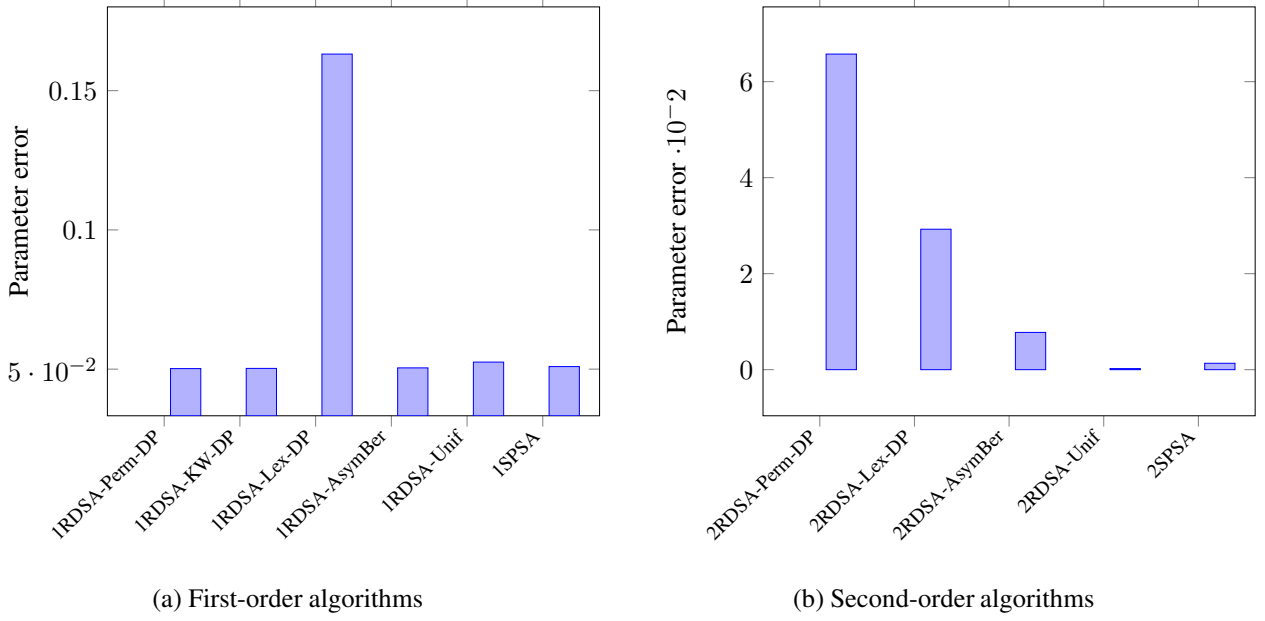 Parameter error
0.15
0.1
5 · 10⁻²
1RDSA-Perm-DP
1RDSA-KW-DP
1RDSA-Lex-DP
1RDSA-AsymBer
1RDSA-Unif
1SPSA
(a) First-order algorithms
Parameter error ·10⁻2
6
4
2
0
2RDSA-Perm-DP
2RDSA-Lex-DP
2RDSA-AsymBer
2RDSA-Unif
2SPSA
(b) Second-order algorithms